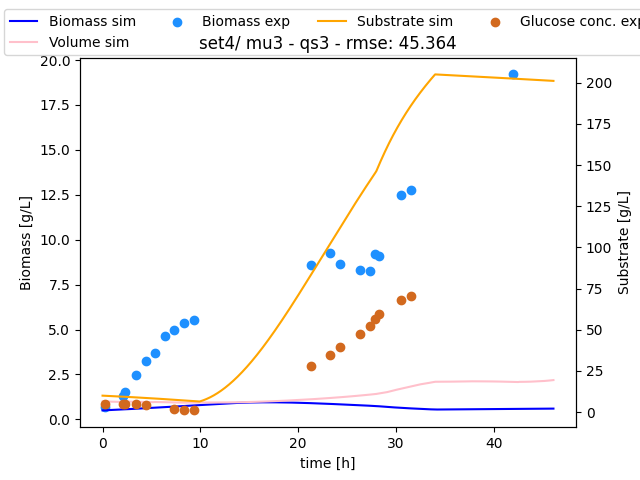 Biomass sim
Biomass exp
Substrate sim
Glucose conc. exp
Volume sim
set4/ mu3 - qs3 - rmse: 45.364
20.0
17.5
15.0
12.5
10.0
7.5
5.0
2.5
0.0
Biomass [g/L]
200
175
150
125
100
75
50
25
0
Substrate [g/L]
0
10
20
30
40
time [h]